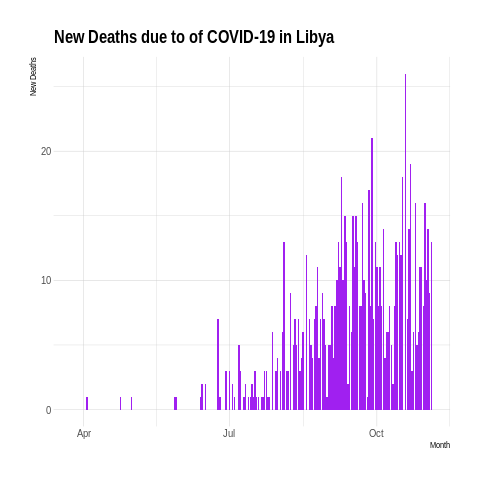 New Deaths due to of COVID-19 in Libya
New Deaths
20
10
0
Apr
Jul
Oct
Month